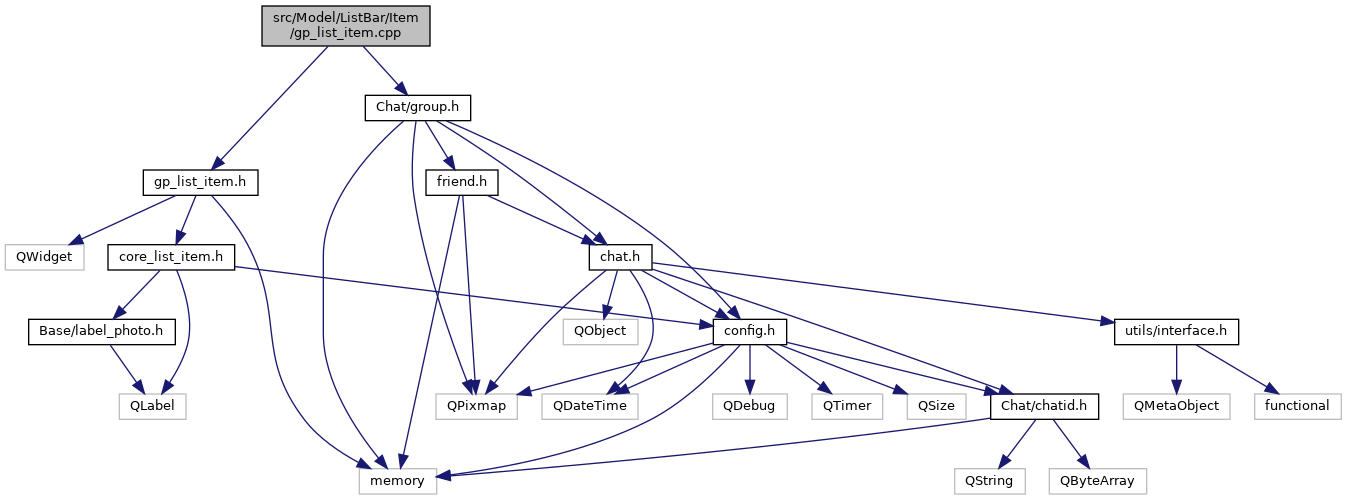 src/Model/ListBar/Item
/gp_list_item.cpp
Chat/group.h
gp_list_item.h
friend.h
QWidget
core_list_item.h
chat.h
Base/label_photo.h
QObject
config.h
utils/interface.h
QLabel
QPixmap
QDateTime
QDebug
QTimer
QSize
Chat/chatid.h
QMetaObject
functional
memory
QString
QByteArray